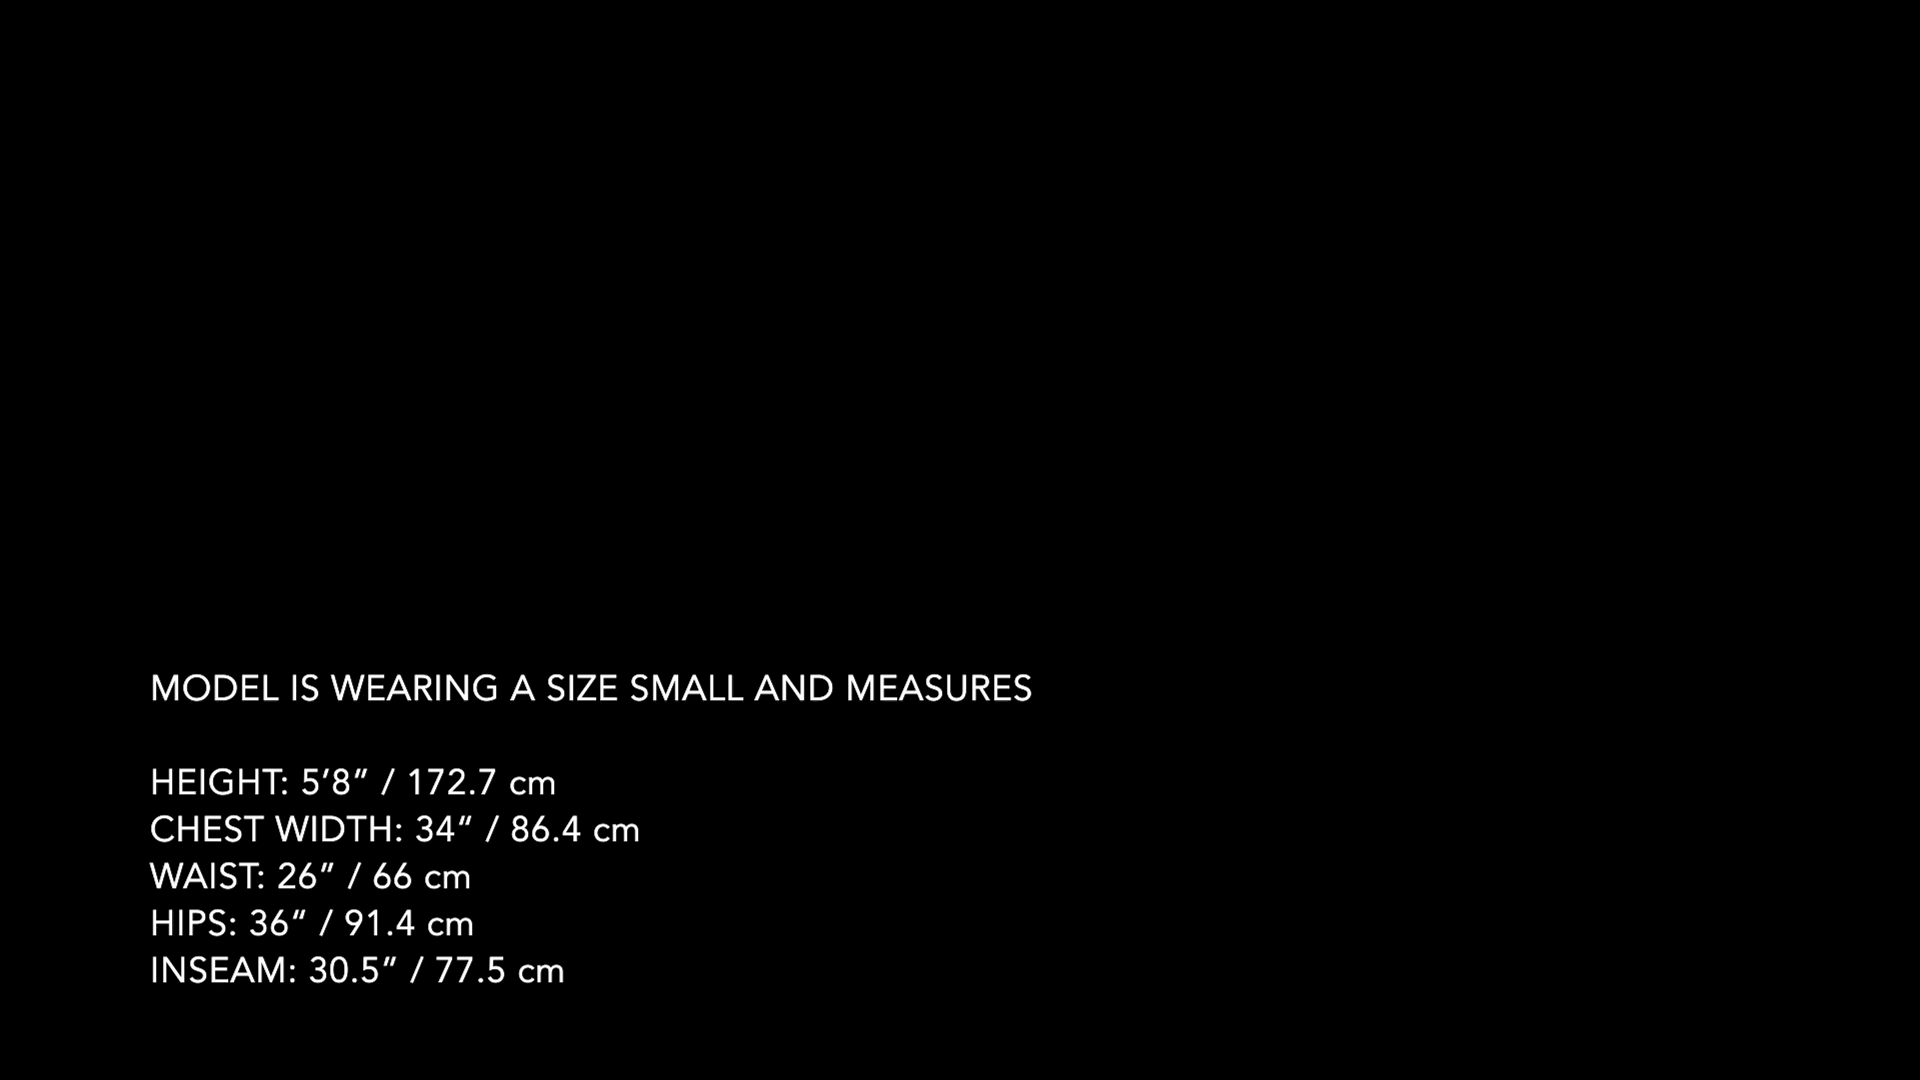 MODEL IS WEARING A SIZE SMALL AND MEASURES
HEIGHT: 5’8” / 172.7 cm
CHEST WIDTH: 34” / 86.4 cm
WAIST: 26” / 66 cm
HIPS: 36” / 91.4 cm
INSEAM: 30.5” / 77.5 cm